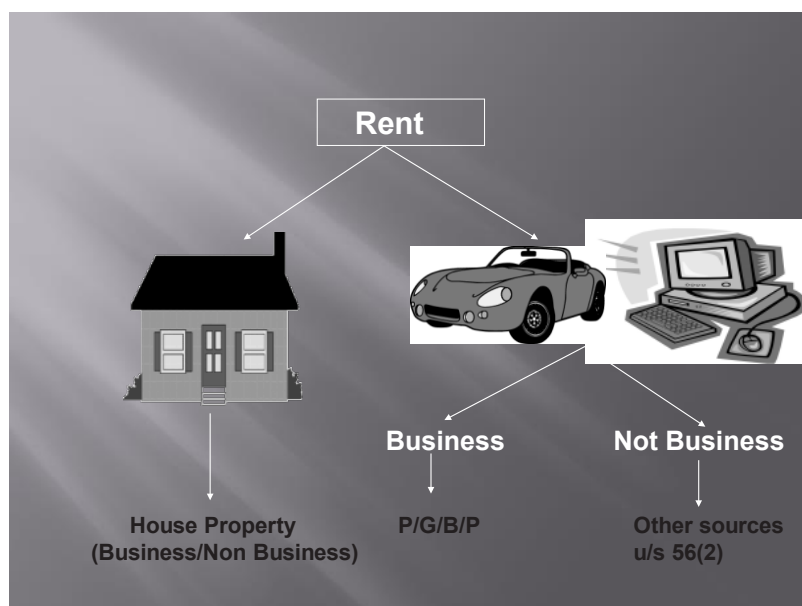 Rent
Business
Not Business
House Property
(Business/Non Business)
P/G/B/P
Other sources
u/s 56(2)